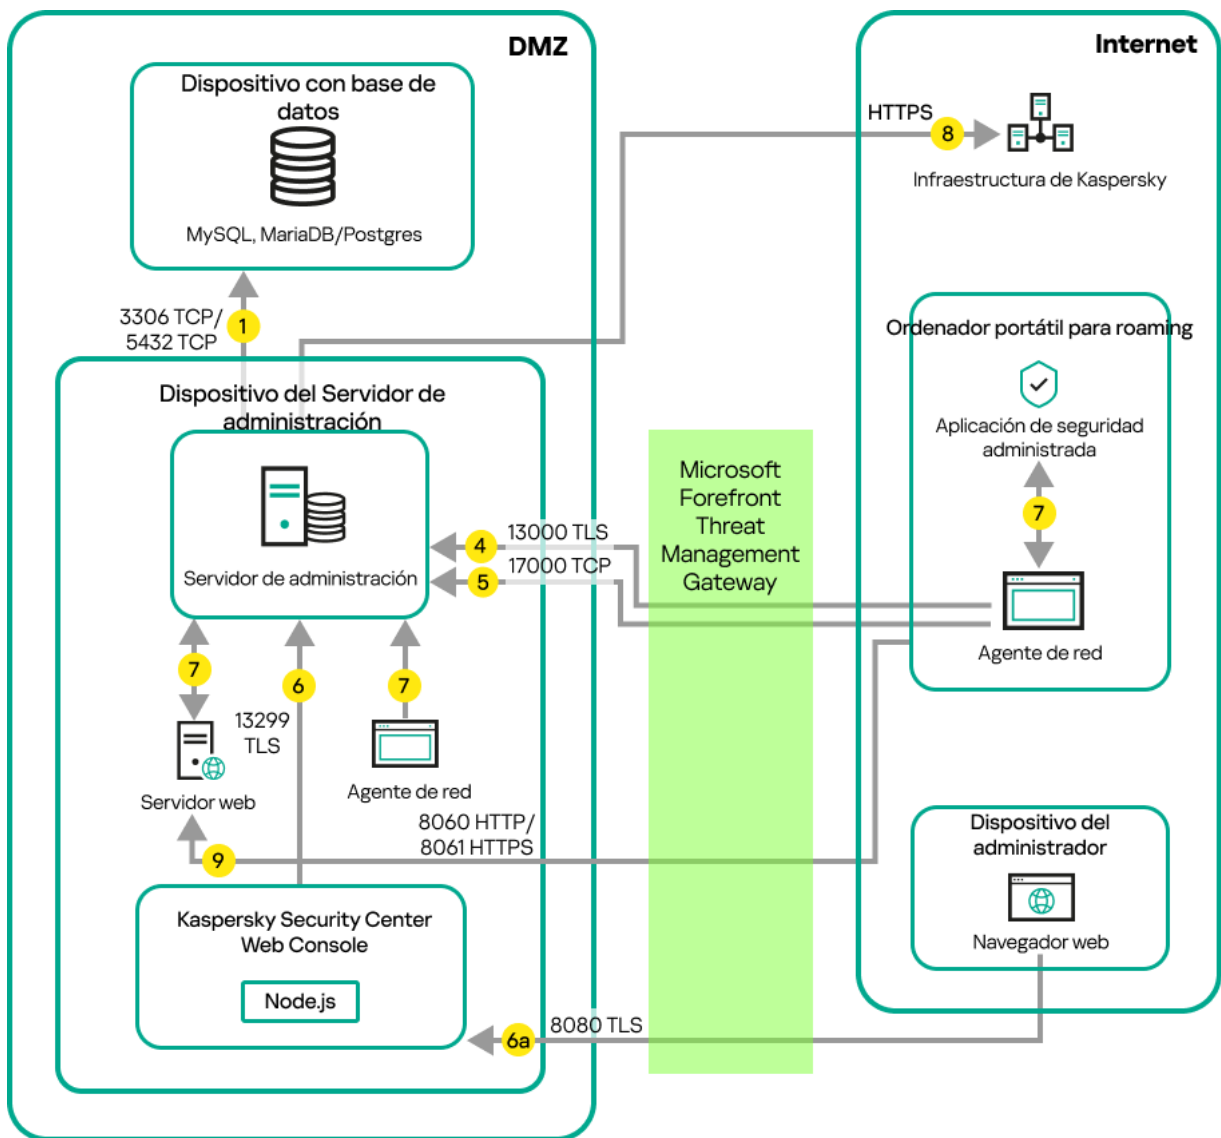 DMZ
Dispositivo con base de
datos
MySQL, MariaDB/Postgres
3306 TCP/
5432 TCP
1
Dispositivo del Servidor de
administración
Servidor de administración
4
13000 TLS
5
17000 TCP
7
6
7
13299
TLS
Servidor web
Agente de red
8060 HTTP/
8061 HTTPS
9
Kaspersky Security Center
Web Console
Node.js
6a
8080 TLS
Microsoft
Forefront
Threat
Management
Gateway
Internet
HTTPS
8
Infraestructura de Kaspersky
Ordenador portátil para roaming
Aplicación de seguridad
administrada
7
Agente de red
Dispositivo del
administrador
Navegador web